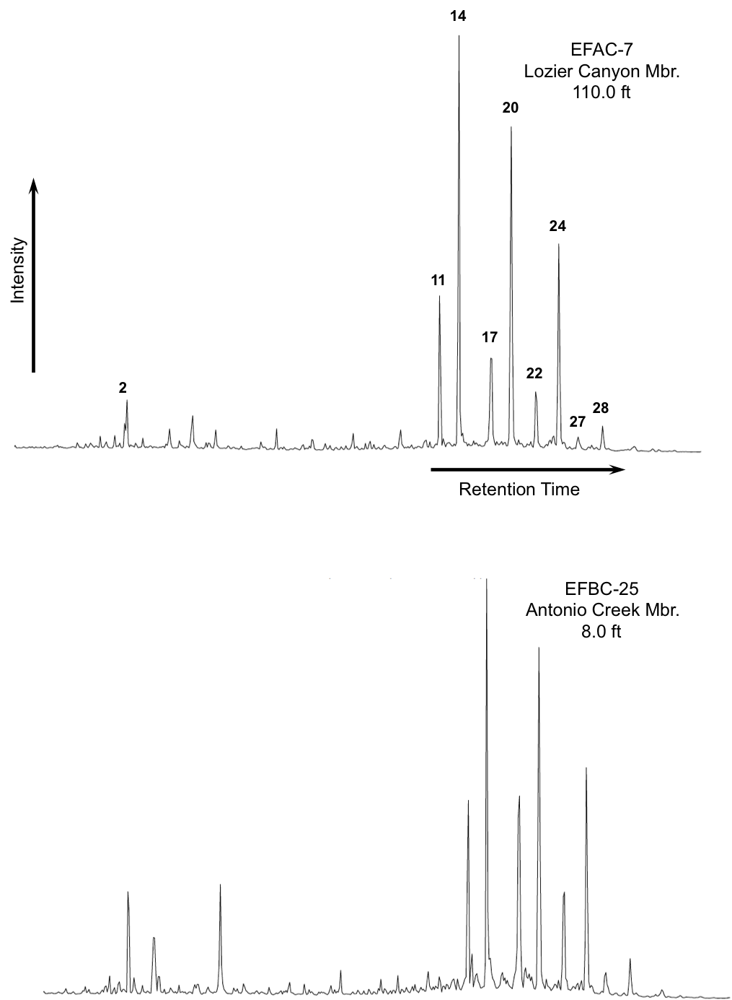 14
EFAC-7
Lozier Canyon Mbr.
110.0 ft
20
24
Intensity
11
17
22
2
28
27
Retention Time
EFBC-25
Antonio Creek Mbr.
8.0 ft